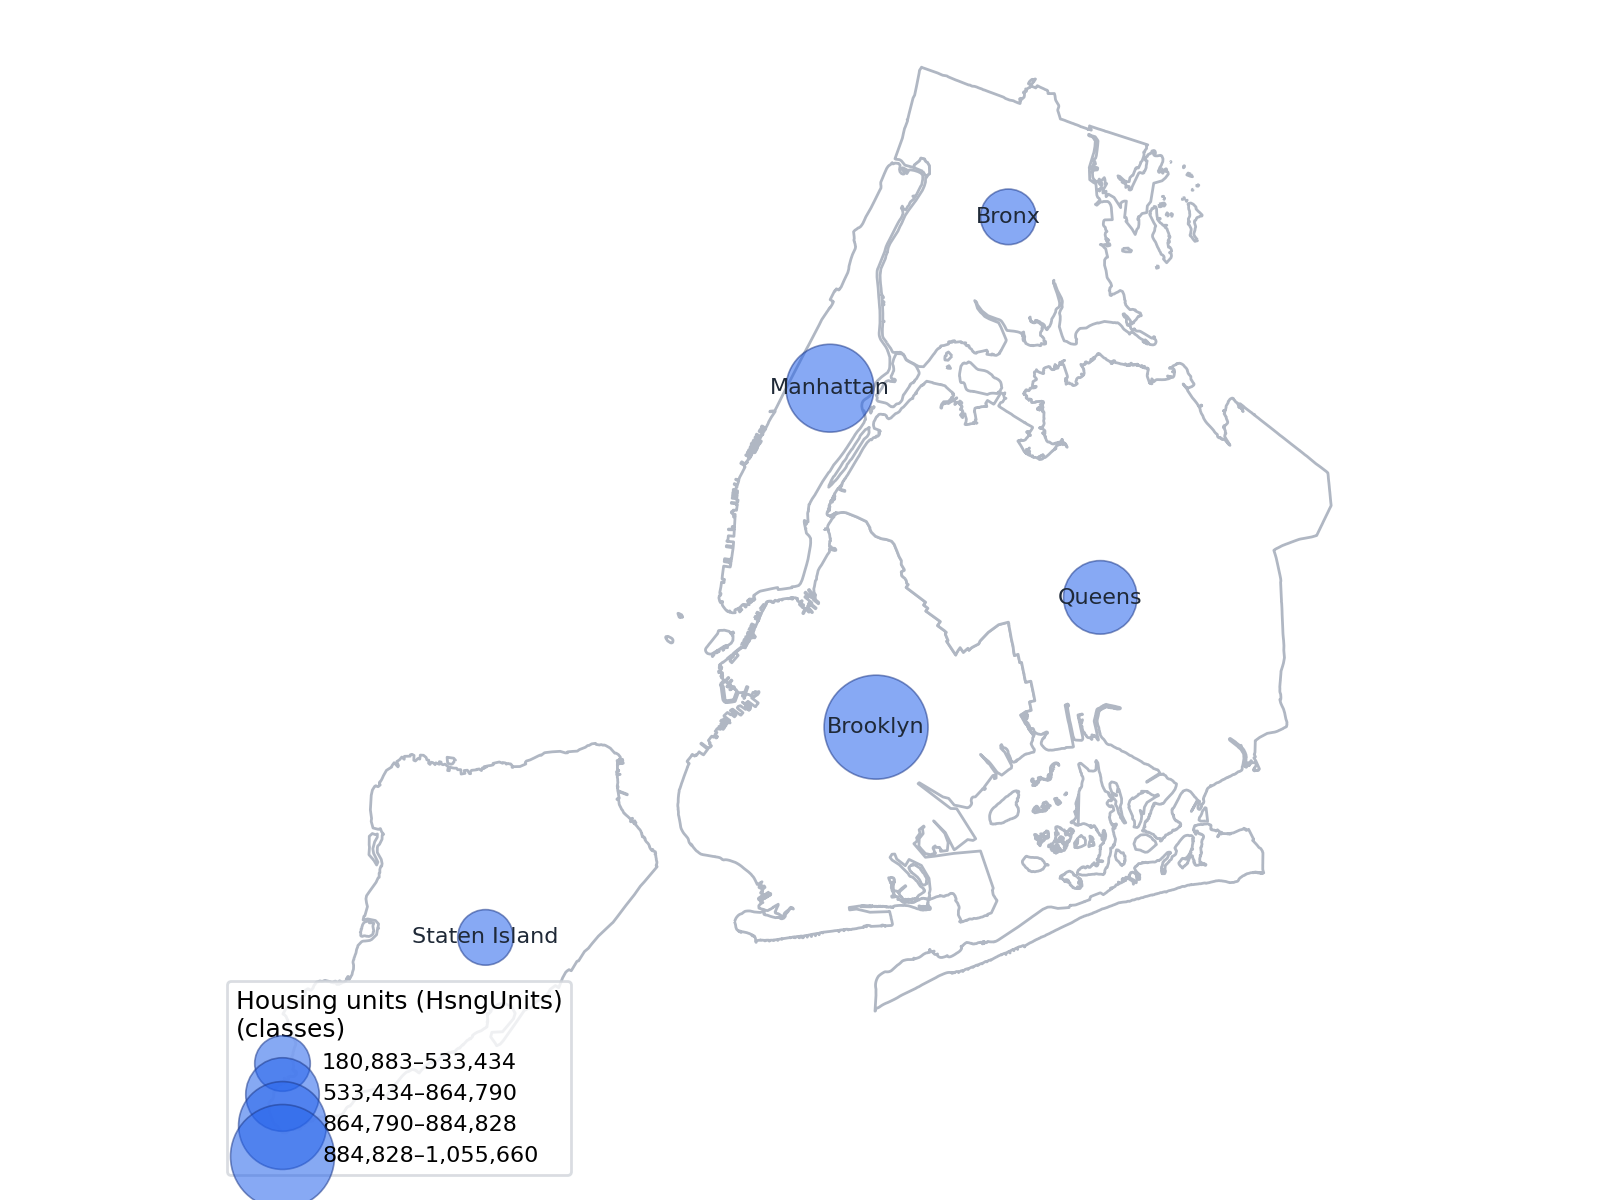 Bronx
Manhattan
Queens
Brooklyn
Staten Island
Housing units (HsngUnits)
(classes)
180,883–533,434
533,434–864,790
864,790–884,828
884,828–1,055,660